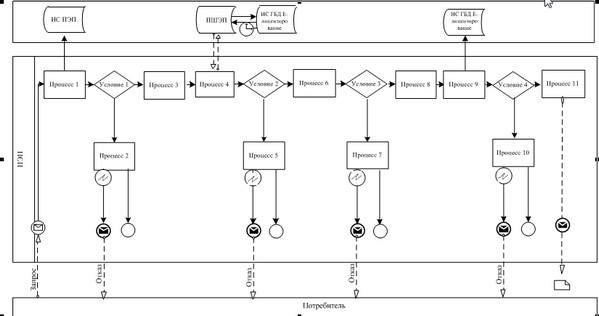 ИС ПЭП
ПШЭП
ИС ГБД Е-
лицензиро
вание
ИС ГБД Е-
лицензиро
вание
Процесс 1
Условие 1
Процесс 3
Процесс 4
Условие 2
Процесс 6
Условие 3
Процесс 8
Процесс 9
Условие 4
Процесс 11
Процесс 2
Процесс 5
Процесс 7
Процесс 10
Запрос
Отказ
Отказ
Отказ
Отказ
Потребитель